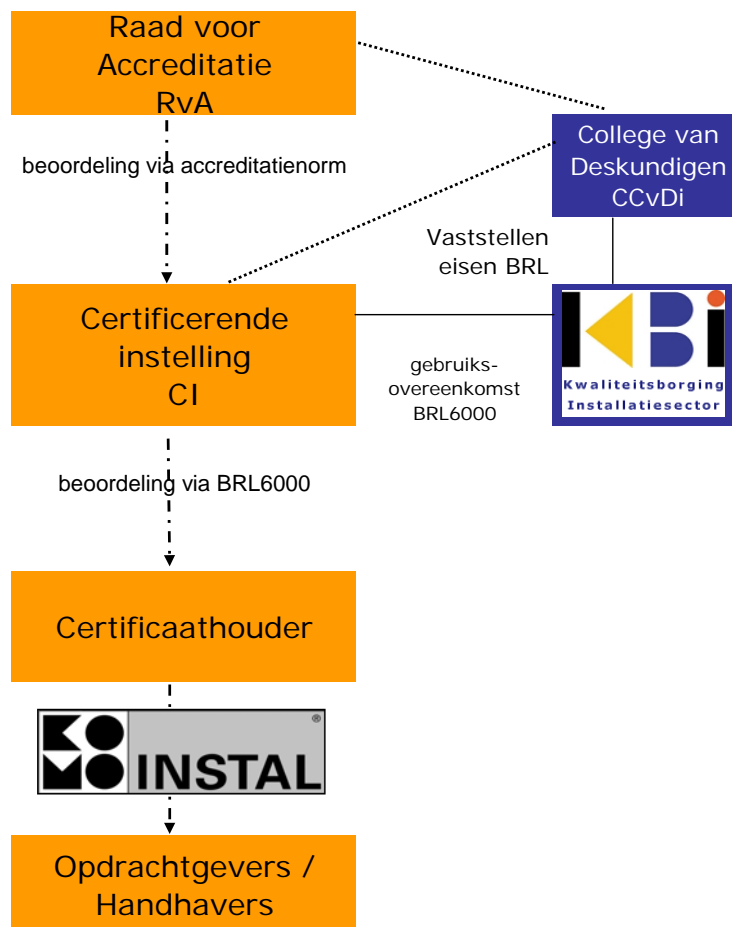 Raad voor
Accreditatie
RvA
beoordeling via accreditatienorm
College van
Deskundigen
CCvDi
Vaststellen
eisen BRL
Certificerende
instelling
CI
gebruiks-
overeenkomst
BRL6000
KBi
Kwaliteitsborging
Installatiesector
beoordeling via BRL6000
Certificaathouder
KOMO INSTAL®
Opdrachtgevers /
Handhavers